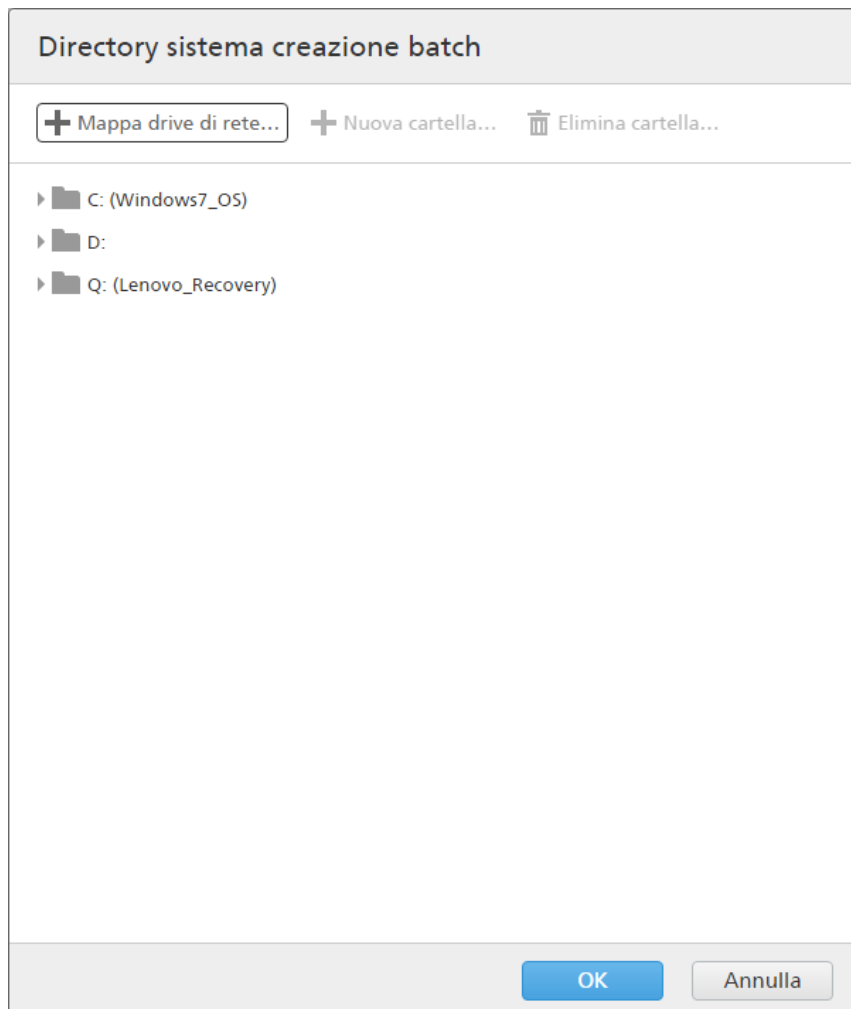 Directory sistema creazione batch
Mappa drive di rete... Nuova cartella... Elimina cartella...
C: (Windows7_OS)
D:
Q: (Lenovo_Recovery)
OK Annulla